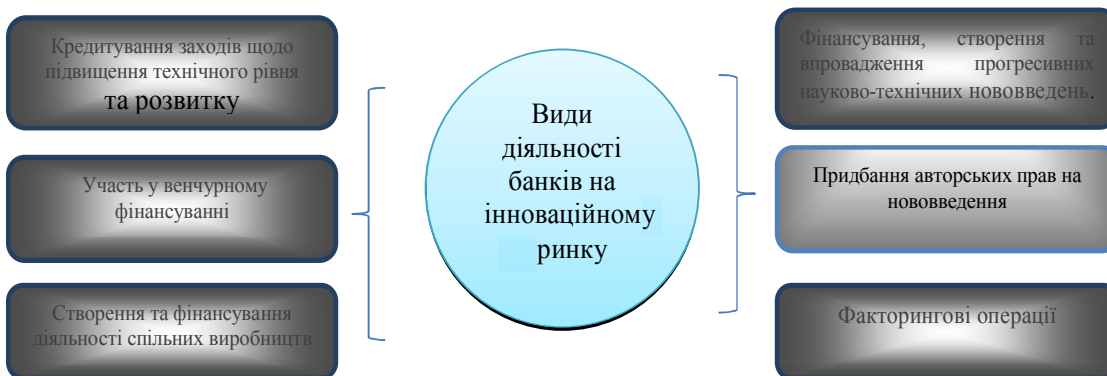 Кредитування заходів щодо
підвищення технічного рівня
та розвитку
Участь у венчурному
фінансуванні
Створення та фінансування
діяльності спільних виробництв
Види
діяльності
банків на
інноваційному
ринку
Фінансування, створення та
впровадження прогресивних
науково-технічних нововведень.
Придбання авторських прав на
нововведення
Факторингові операції